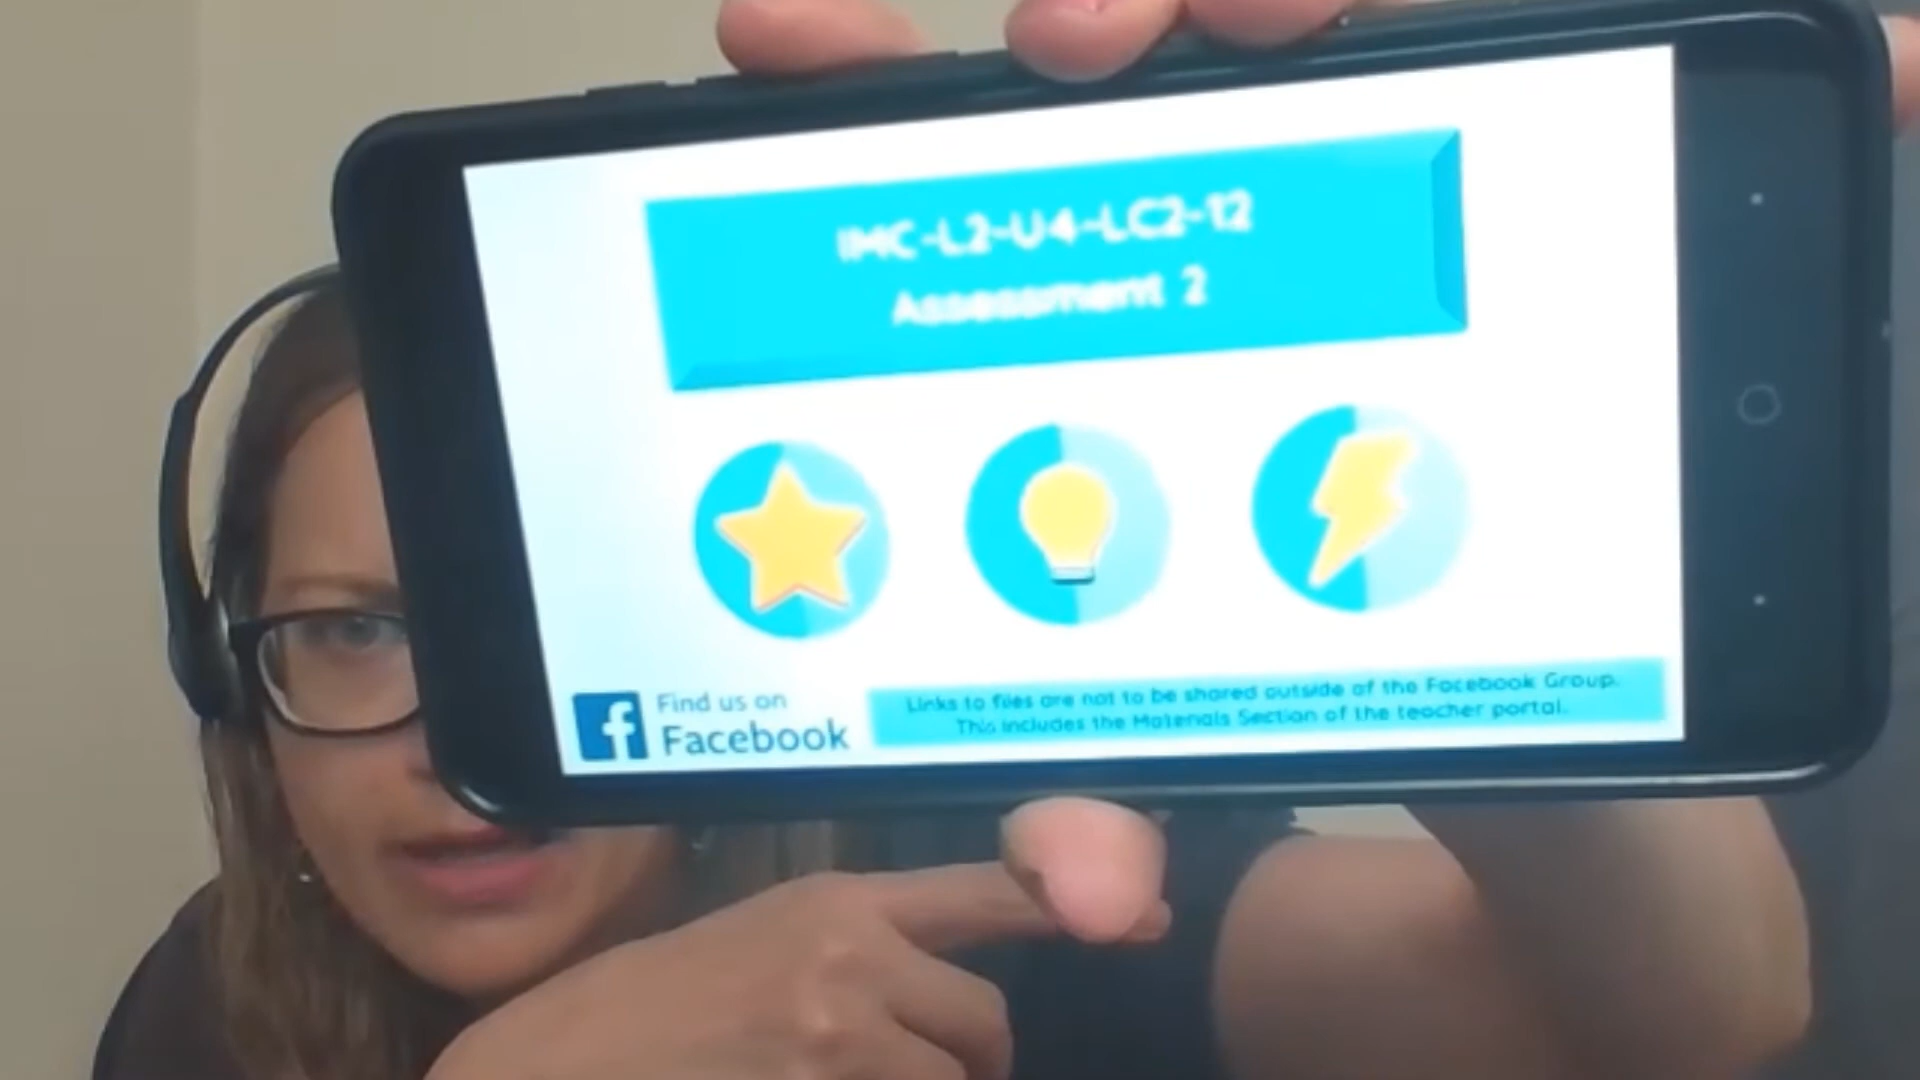 IMC-L2-U4-LC2-12
Assessment 2
Find us on
Facebook
Links to files are not to be shared outside of the Facebook Group.
This includes the Materials Section of the teacher portal.